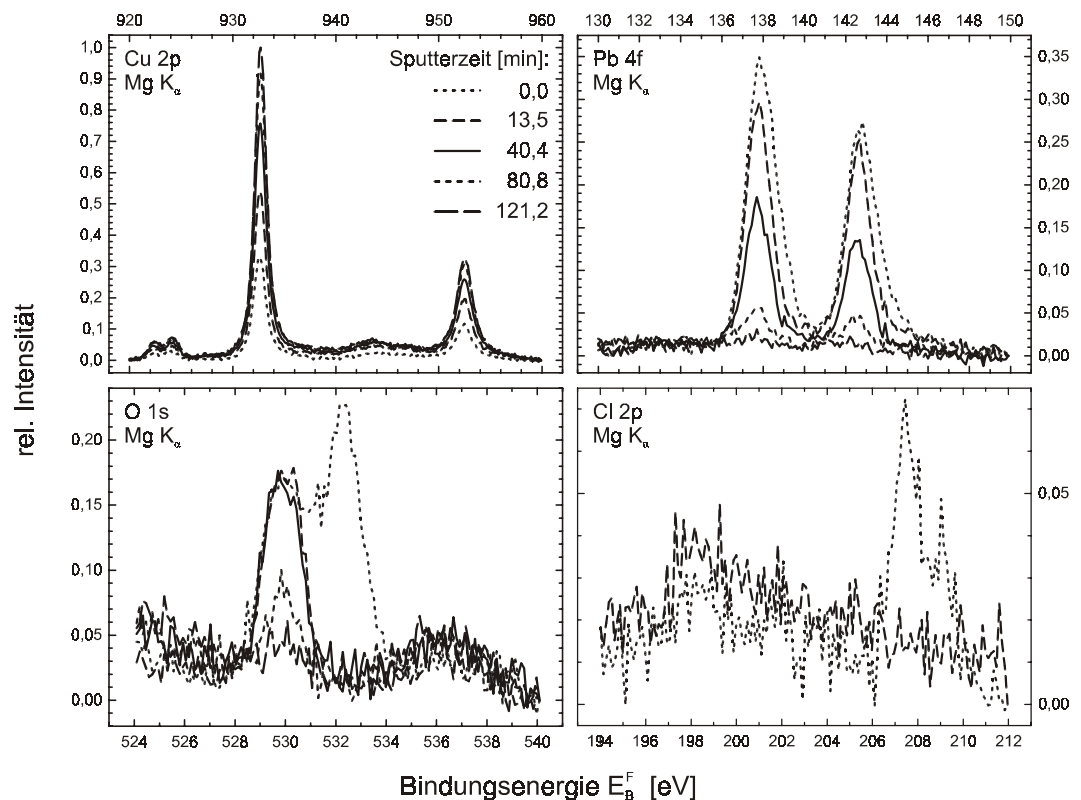 920 930 940 950 960
130 132 134 136 138 140 142 144 146 148 150
Cu 2p
Mg Kα
Sputterzeit [min]:
0,0
13,5
40,4
80,8
121,2
1,0
0,9
0,8
0,7
0,6
0,5
0,4
0,3
0,2
0,1
0,0
Pb 4f
Mg Kα
0,35
0,30
0,25
0,20
0,15
0,10
0,05
0,00
rel. Intensität
O 1s
Mg Kα
0,20
0,15
0,10
0,05
0,00
Cl 2p
Mg Kα
0,05
0,00
524 526 528 530 532 534 536 538 540
194 196 198 200 202 204 206 208 210 212
Bindungsenergie E_B^F [eV]